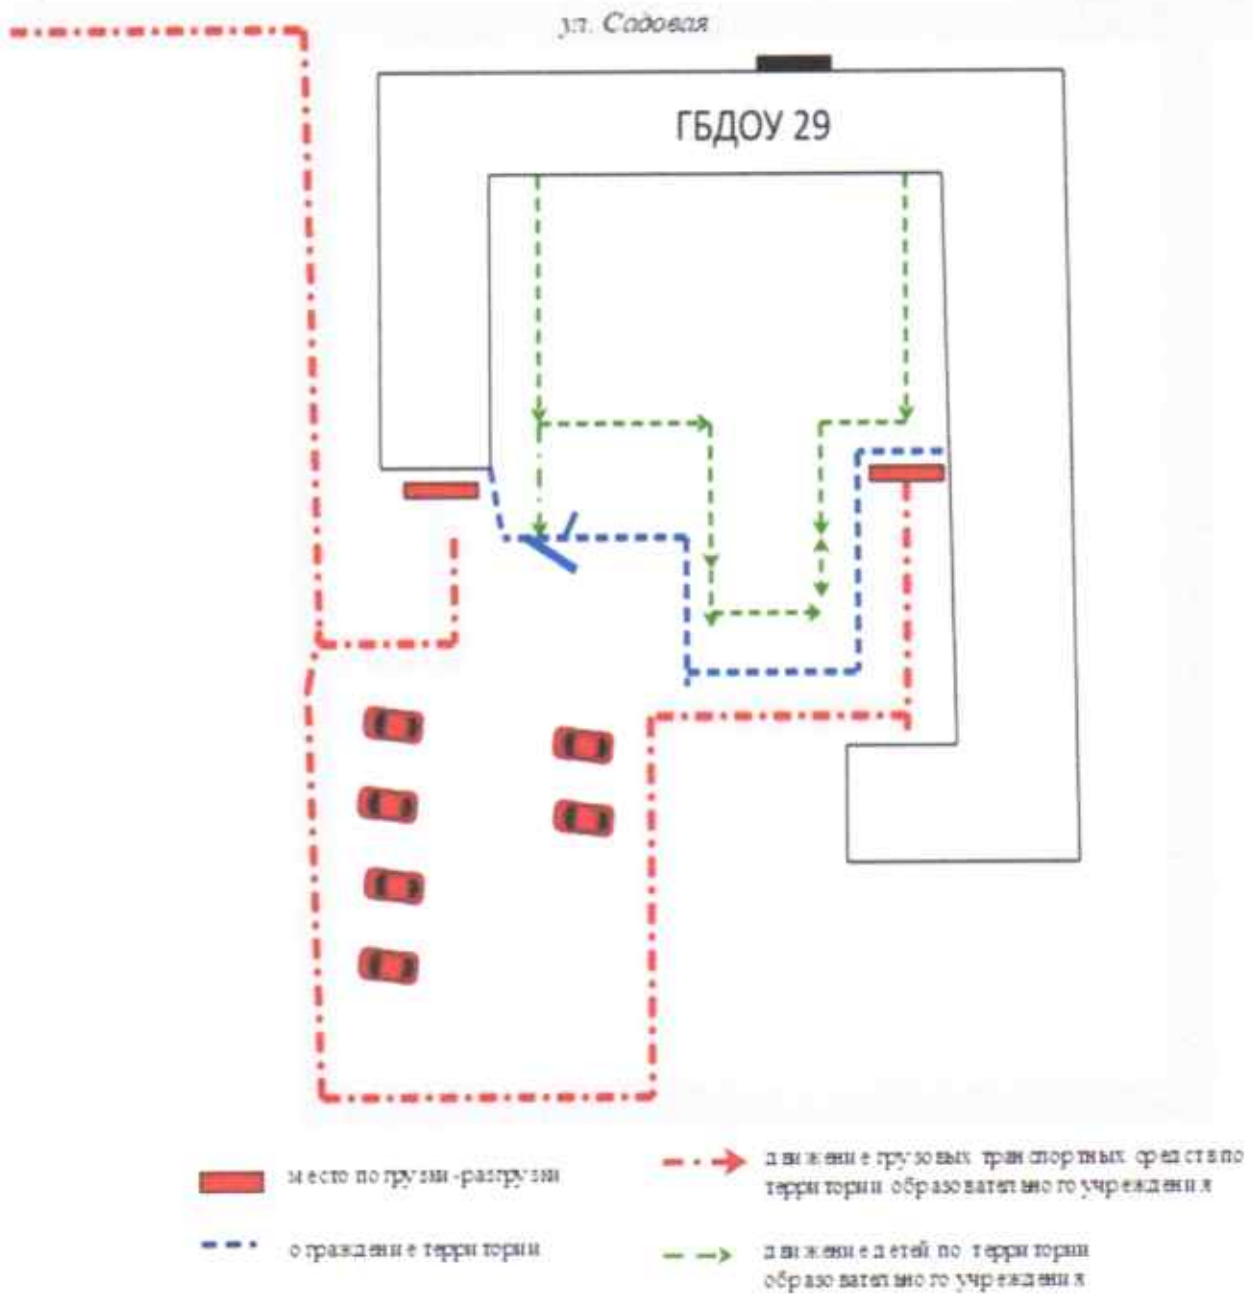 ул. Садовая
ГБДОУ 29
место погрузки-разгрузки
движение грузовых транспортных средств по
территории образовательного учреждения
ограждение территории
движение детей по территории
образовательного учреждения